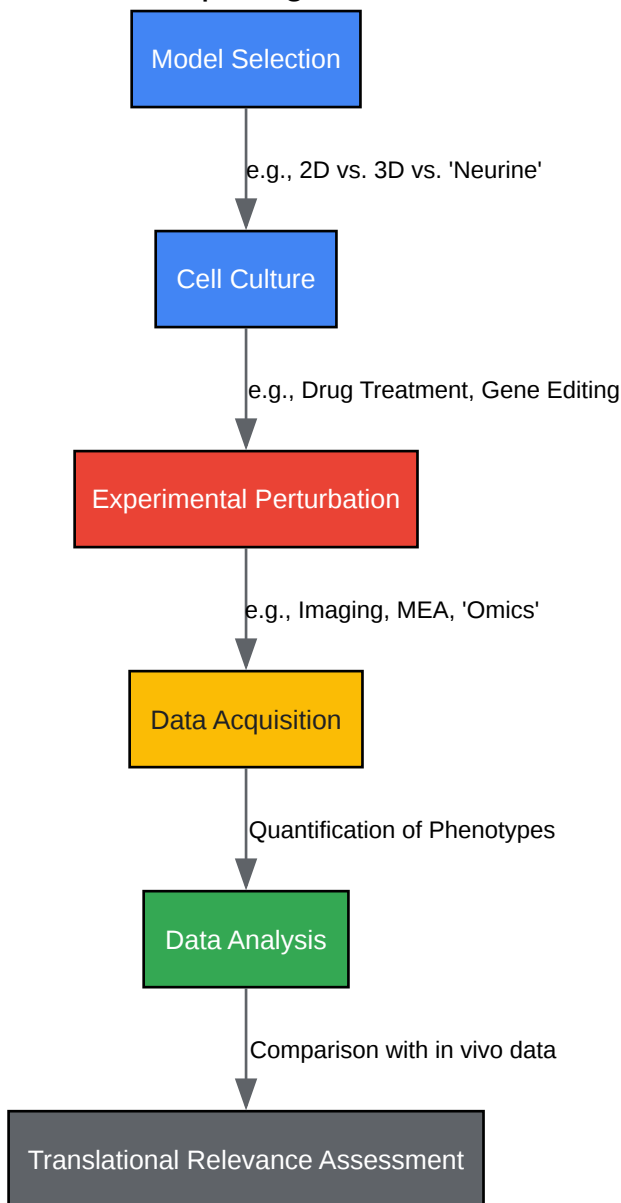 Model Selection
e.g., 2D vs. 3D vs. 'Neurine'
Cell Culture
e.g., Drug Treatment, Gene Editing
Experimental Perturbation
e.g., Imaging, MEA, 'Omics'
Data Acquisition
Quantification of Phenotypes
Data Analysis
Comparison with in vivo data
Translational Relevance Assessment